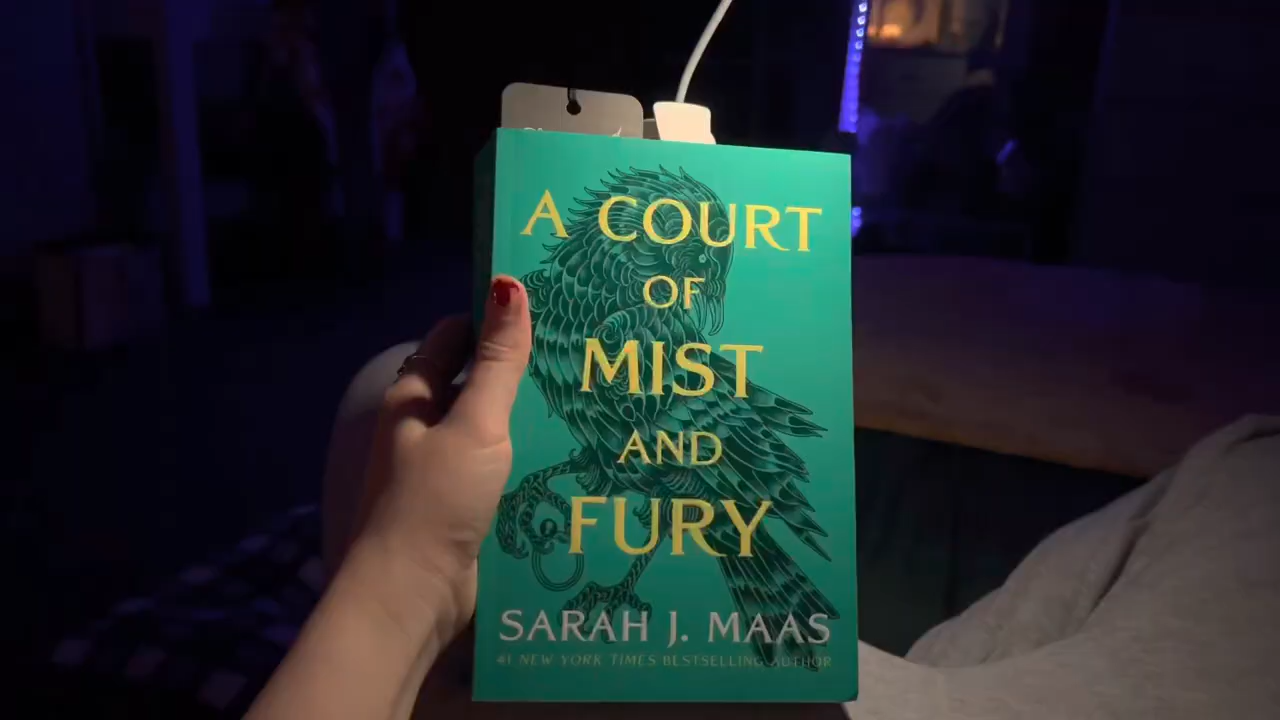 A COURT
OF
MIST
AND
FURY
SARAH J. MAAS
#1 NEW YORK TIMES BESTSELLING AUTHOR